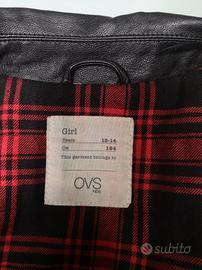 Girl
Years 13-14
CM 164
This garment belongs to
OVS
KIDS
subito